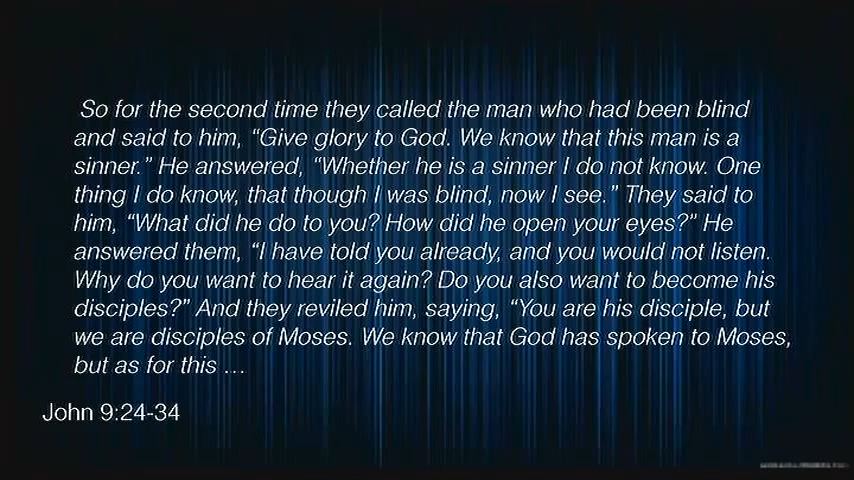 So for the second time they called the man who had been blind
and said to him, “Give glory to God. We know that this man is a
sinner.” He answered, “Whether he is a sinner I do not know. One
thing I do know, that though I was blind, now I see.” They said to
him, “What did he do to you? How did he open your eyes?” He
answered them, “I have told you already, and you would not listen.
Why do you want to hear it again? Do you also want to become his
disciples?” And they reviled him, saying, “You are his disciple, but
we are disciples of Moses. We know that God has spoken to Moses,
but as for this …
John 9:24-34